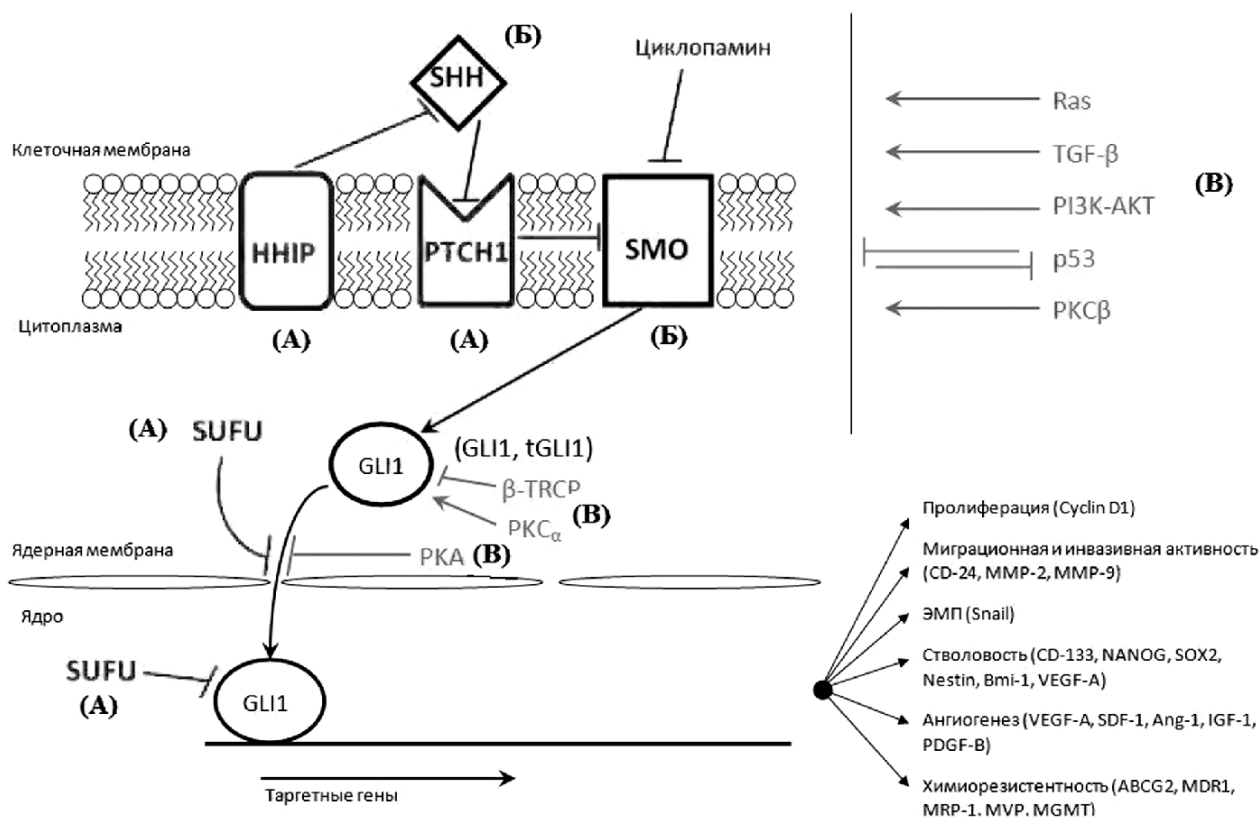 (Б)
SHH
Циклопамин
Клеточная мембрана
HHIP
PTCH1
SMO
Цитоплазма
(А)
(А)
(Б)
Ras
TGF-β
PI3K-AKT
(В)
p53
PKCβ
(А)
SUFU
GLI1
(GLI1, tGLI1)
β-TRCP
PKCα
(В)
Ядерная мембрана
PKA
(В)
Ядро
SUFU
(А)
GLI1
Таргетные гены
Пролиферация (Cyclin D1)
Миграционная и инвазивная активность
(CD-24, MMP-2, MMP-9)
ЭМП (Snail)
Стволовость (CD-133, NANOG, SOX2,
Nestin, Bmi-1, VEGF-A)
Ангиогенез (VEGF-A, SDF-1, Ang-1, IGF-1,
PDGF-B)
Химиорезистентность (ABCG2, MDR1,
MRP-1, MVP, MGMT)